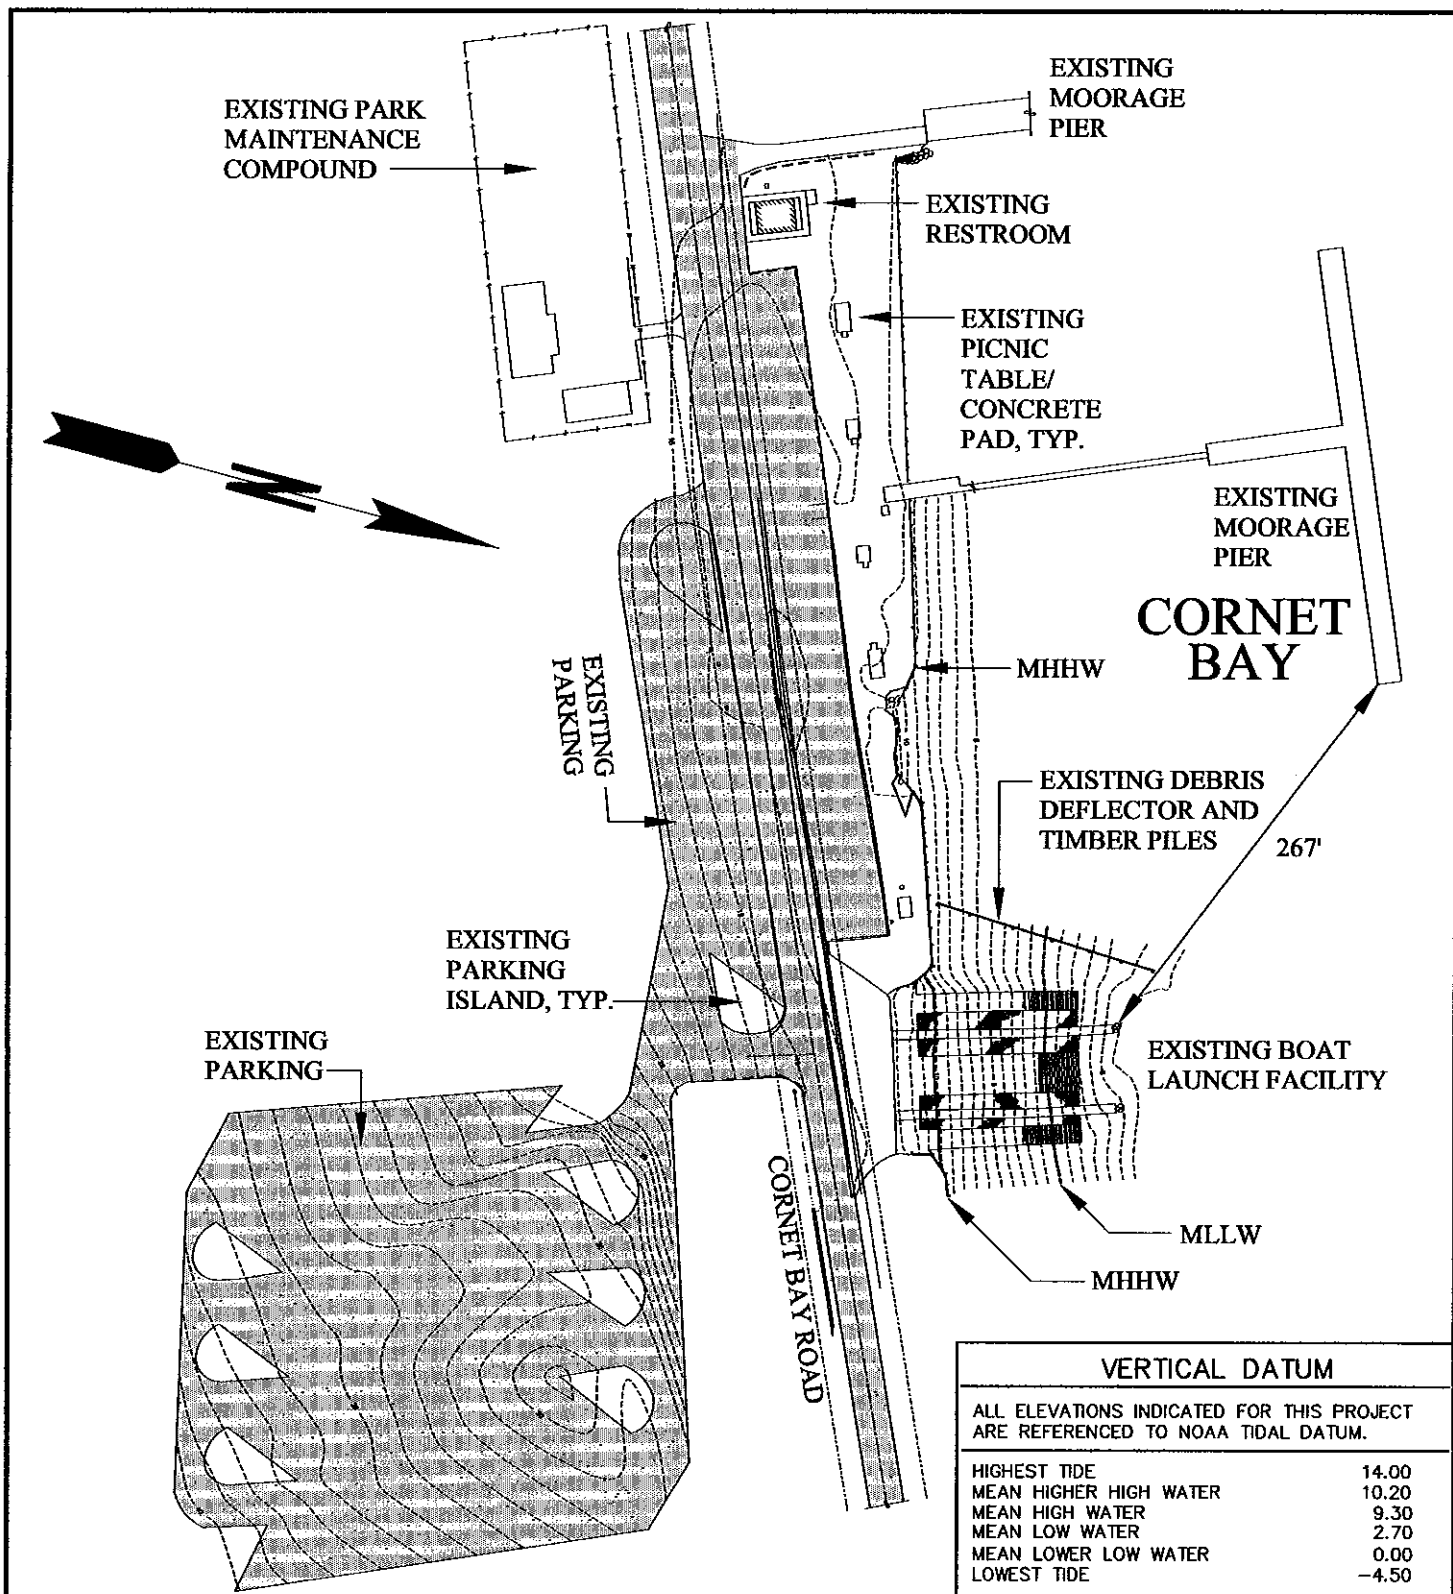 EXISTING
MOORAGE
PIER
EXISTING PARK
MAINTENANCE
COMPOUND
EXISTING
RESTROOM
EXISTING
PICNIC
TABLE/
CONCRETE
PAD, TYP.
N
EXISTING
MOORAGE
PIER
CORNET
BAY
MHHW
EXISTING
PARKING
EXISTING DEBRIS
DEFLECTOR AND
TIMBER PILES
267'
EXISTING
PARKING
ISLAND, TYP.
EXISTING
PARKING
EXISTING BOAT
LAUNCH FACILITY
CORNET BAY ROAD
MLLW
MHHW
VERTICAL DATUM
ALL ELEVATIONS INDICATED FOR THIS PROJECT
ARE REFERENCED TO NOAA TIDAL DATUM.
HIGHEST TIDE 14.00
MEAN HIGHER HIGH WATER 10.20
MEAN HIGH WATER 9.30
MEAN LOW WATER 2.70
MEAN LOWER LOW WATER 0.00
LOWEST TIDE -4.50